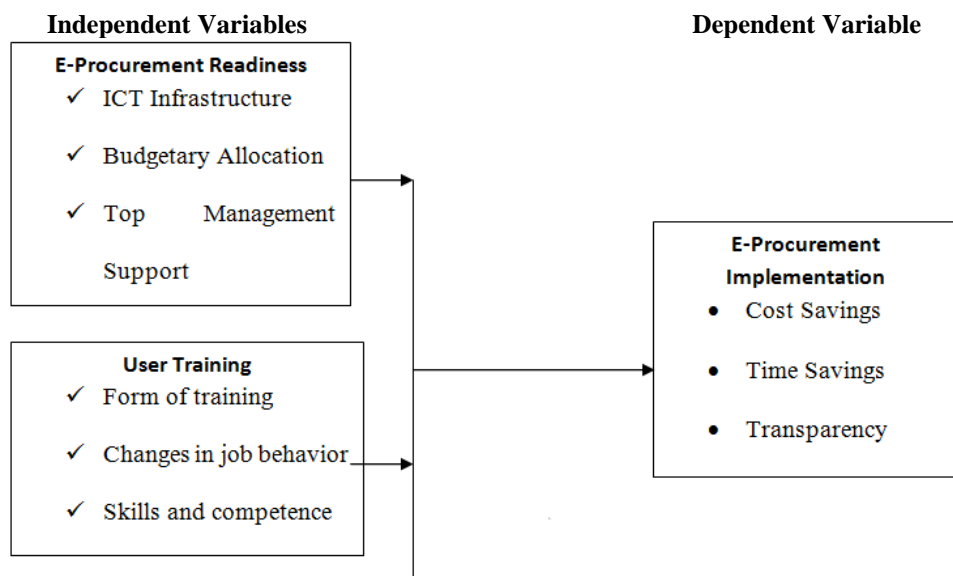 Independent Variables
Dependent Variable
E-Procurement Readiness
✓ ICT Infrastructure
✓ Budgetary Allocation
✓ Top Management
Support
User Training
✓ Form of training
✓ Changes in job behavior
✓ Skills and competence
E-Procurement
Implementation
• Cost Savings
• Time Savings
• Transparency